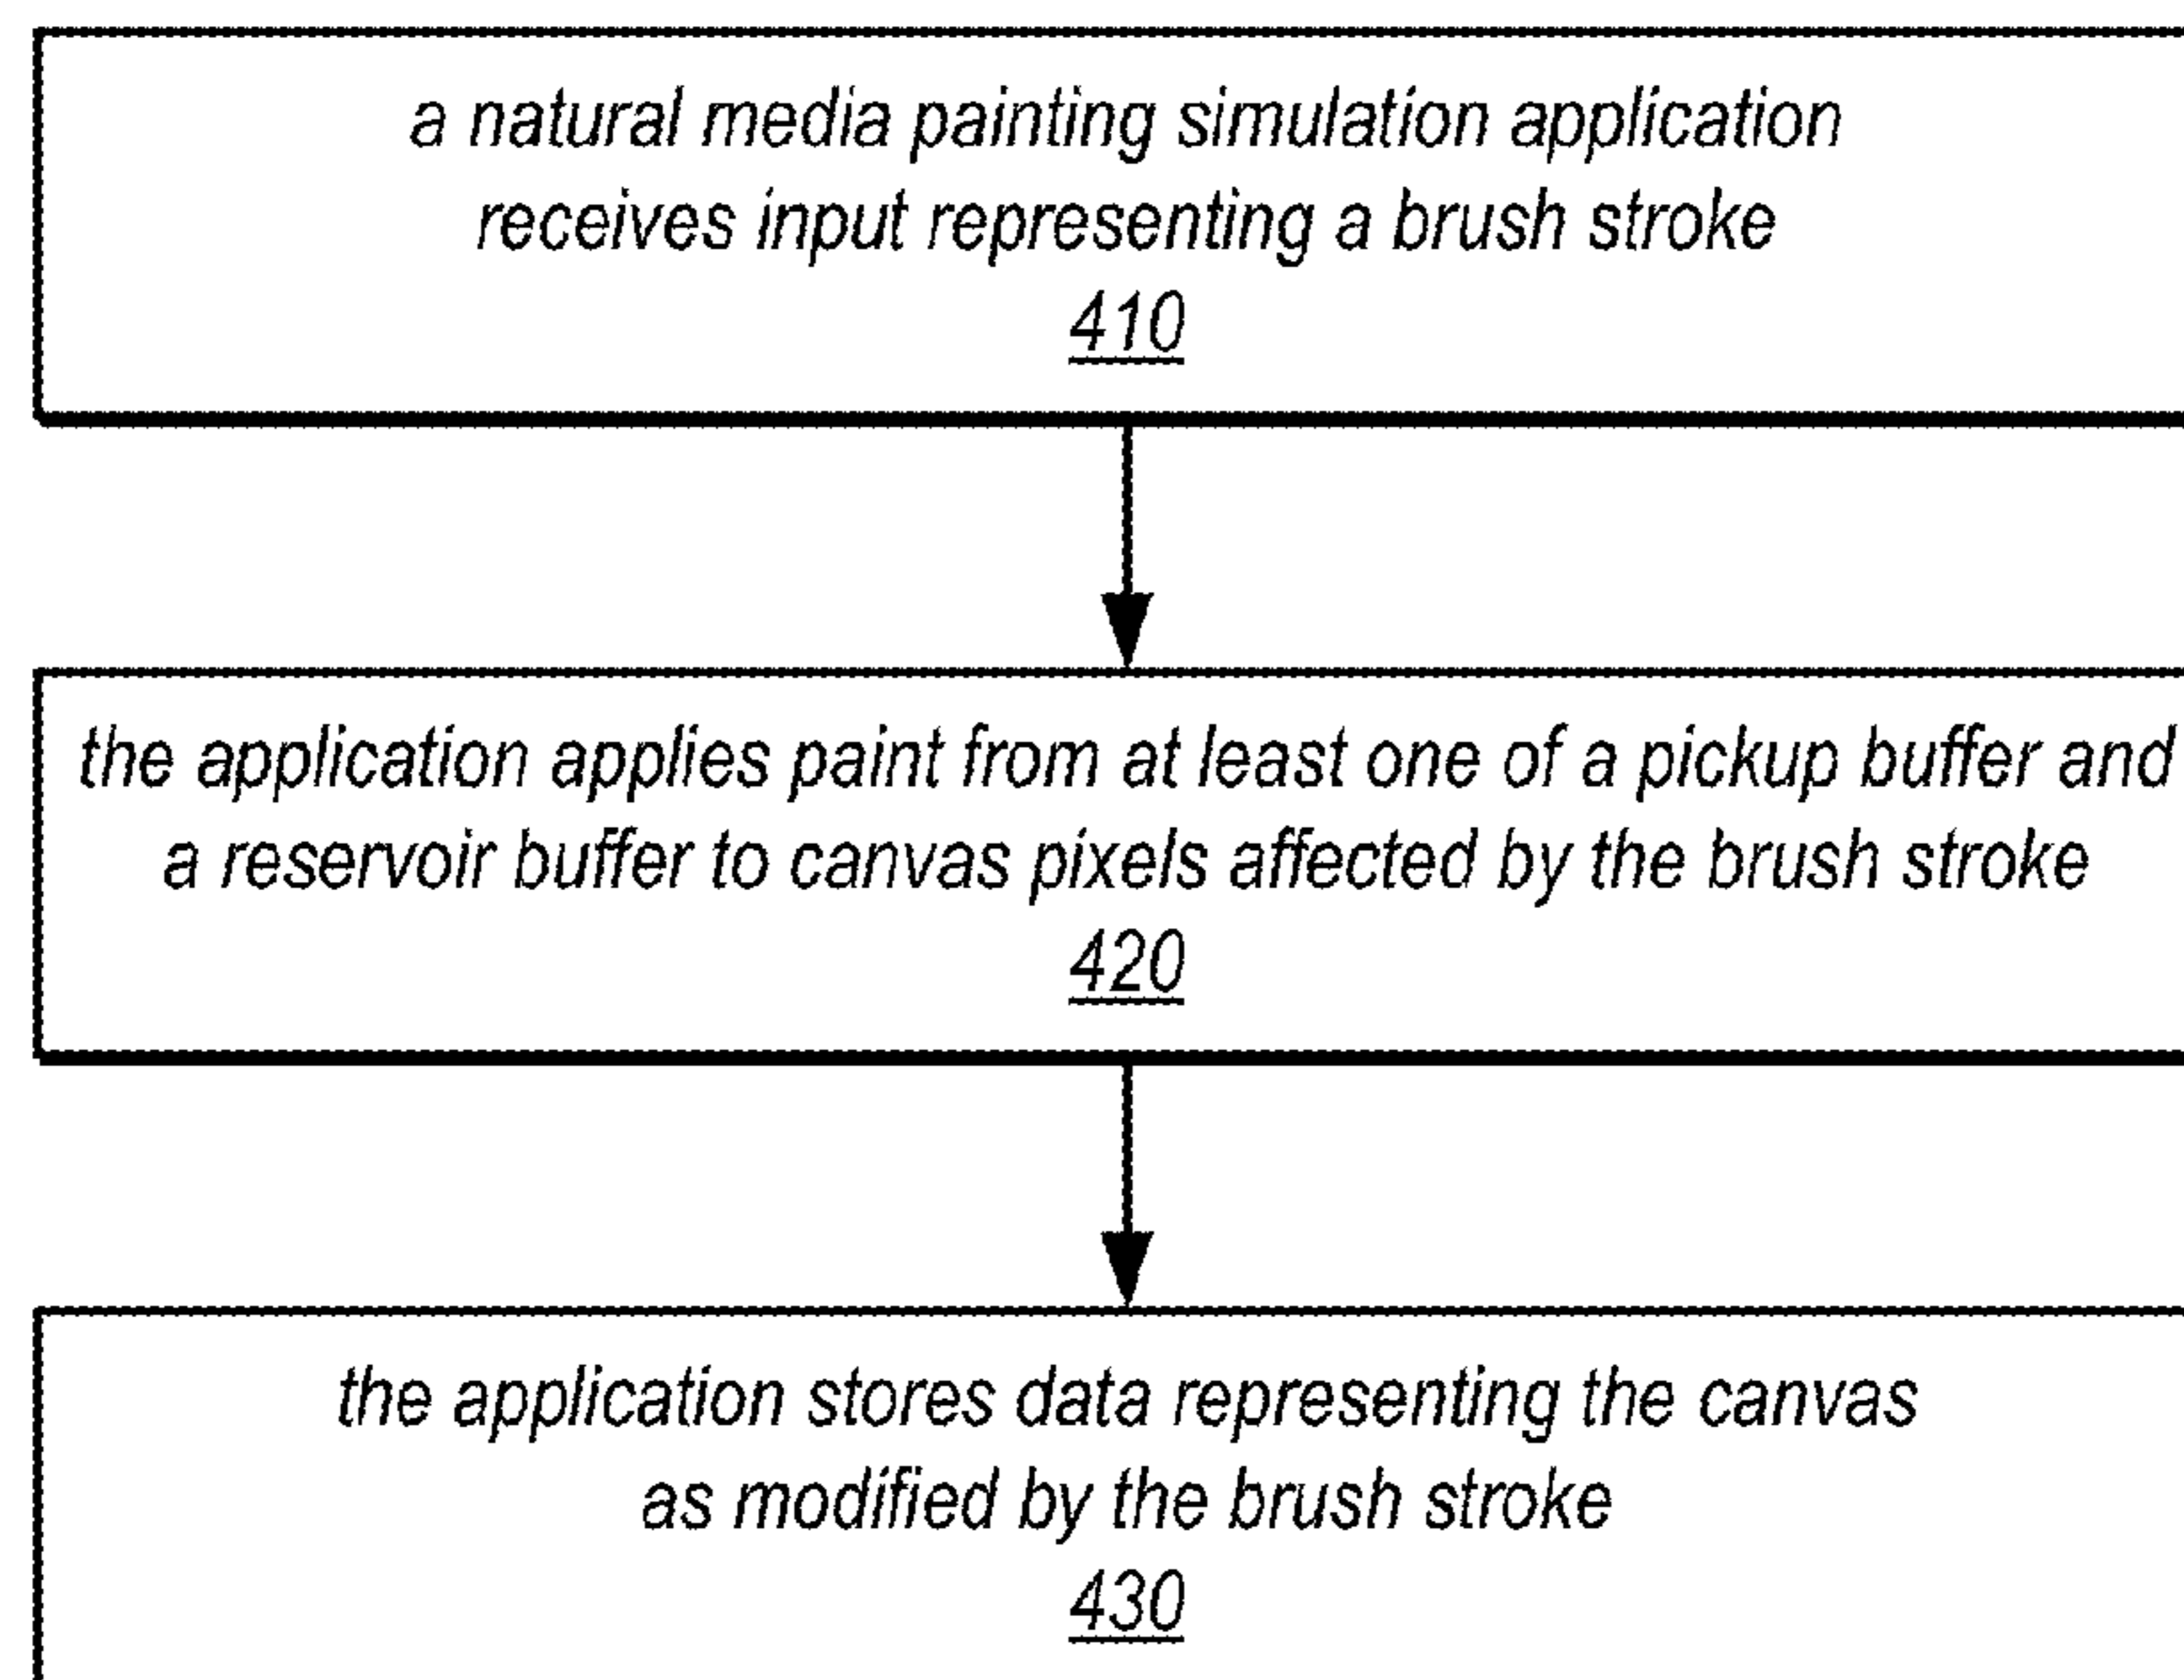 a natural media painting simulation application
receives input representing a brush stroke
410
the application applies paint from at least one of a pickup buffer and
a reservoir buffer to canvas pixels affected by the brush stroke
420
the application stores data representing the canvas
as modified by the brush stroke
430